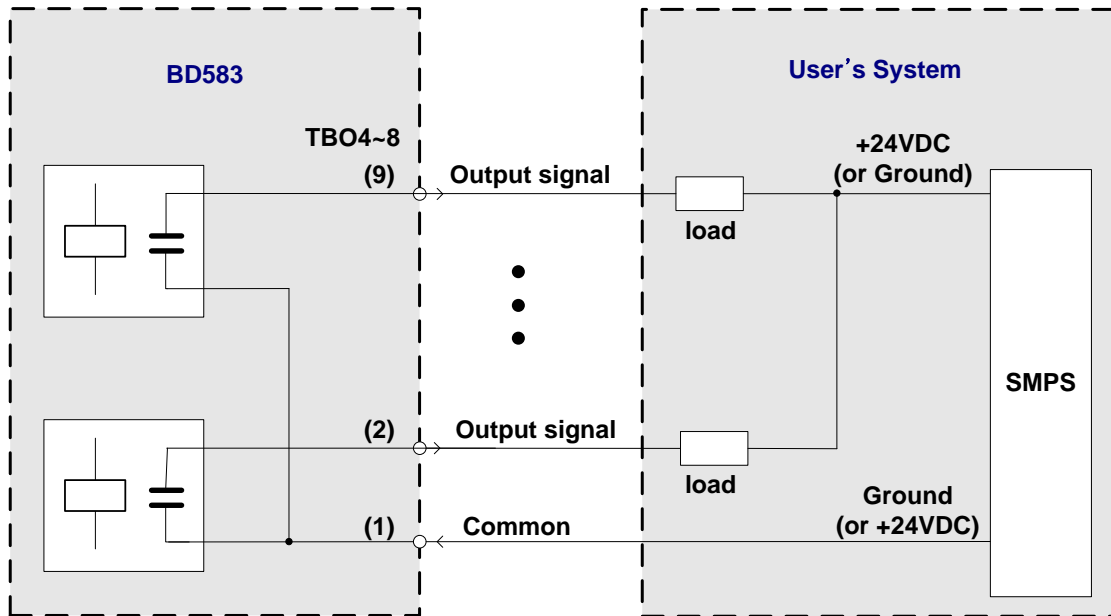 BD583
User’s System
TBO4~8
+24VDC
(or Ground)
(9)
Output signal
load
SMPS
(2)
Output signal
load
Ground
(or +24VDC)
(1)
Common